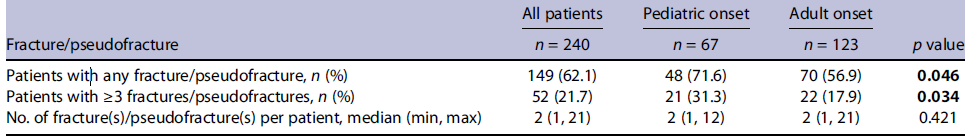 All patients Pediatric onset Adult onset
Fracture/pseudofracture n = 240 n = 67 n = 123 p value
Patients with any fracture/pseudofracture, n (%) 149 (62.1) 48 (71.6) 70 (56.9) 0.046
Patients with ≥3 fractures/pseudofractures, n (%) 52 (21.7) 21 (31.3) 22 (17.9) 0.034
No. of fracture(s)/pseudofracture(s) per patient, median (min, max) 2 (1, 21) 2 (1, 12) 2 (1, 21) 0.421